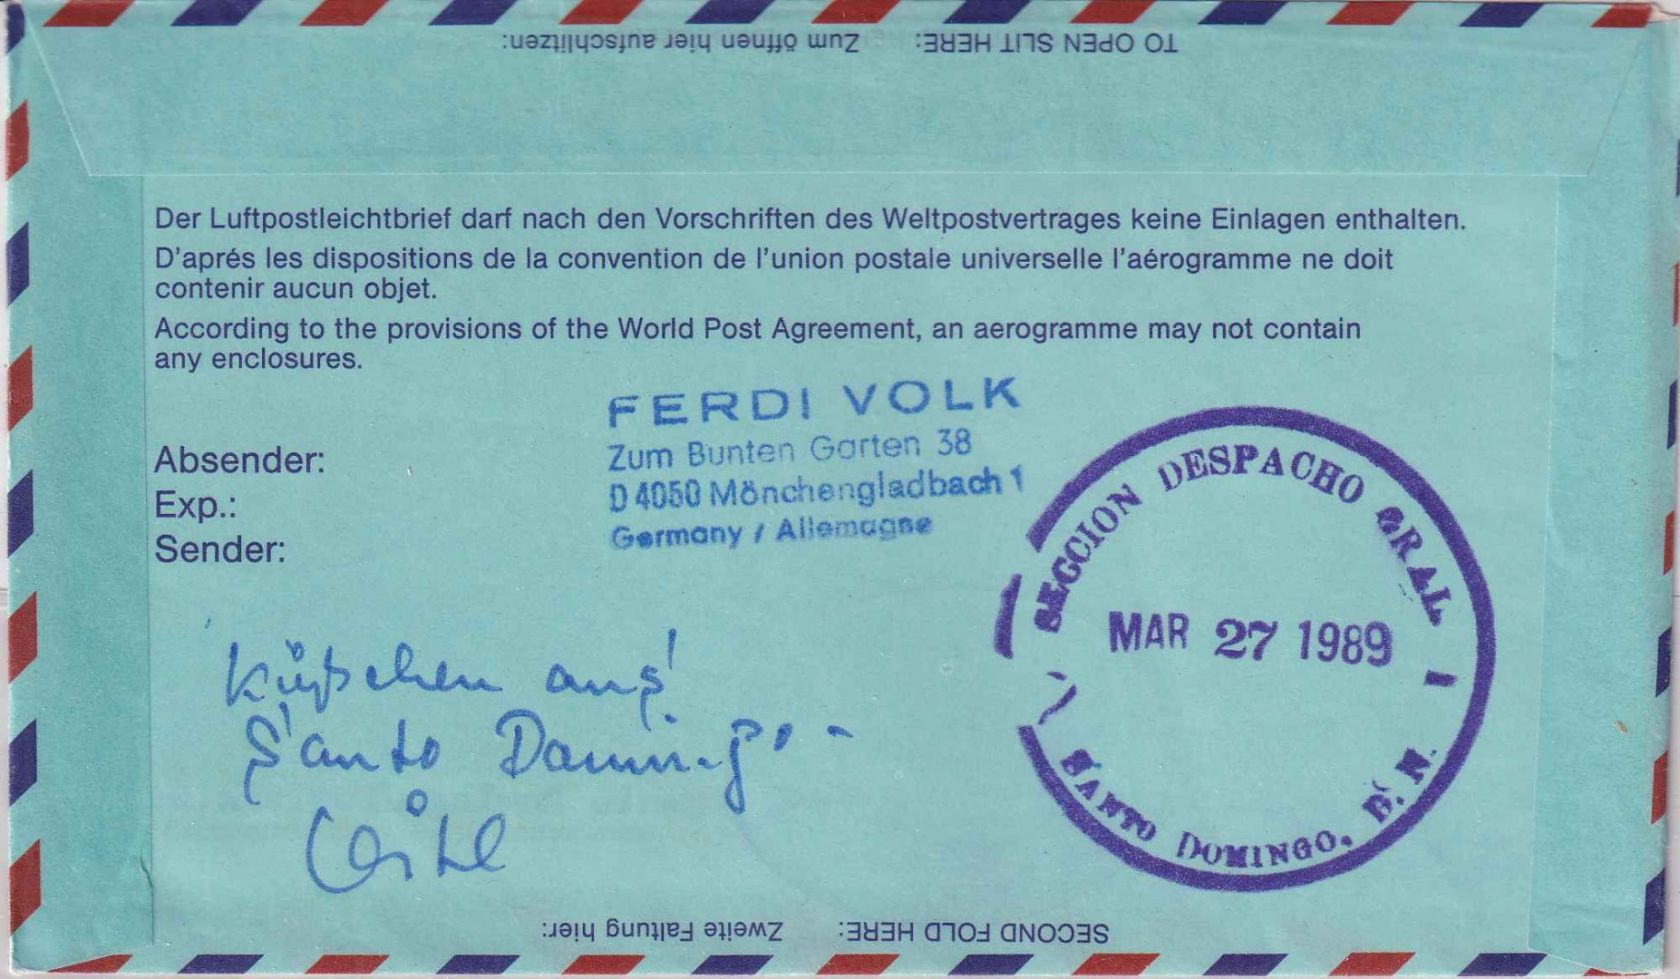 TO OPEN SLIT HERE: Zum öffnen hier aufschlitzen:
Der Luftpostleichtbrief darf nach den Vorschriften des Weltpostvertrages keine Einlagen enthalten.
D'aprés les dispositions de la convention de l'union postale universelle l'aérogramme ne doit
contenir aucun objet.
According to the provisions of the World Post Agreement, an aerogramme may not contain
any enclosures.
FERDI VOLK
Zum Bunten Garten 38
D 4050 Mönchengladbach 1
Germany / Allemagne
Absender:
Exp.:
Sender:
SECCION DESPACHO GRAL.
MAR 27 1989
SANTO DOMINGO, D. N.
Küßchen aus
Santo Domingo -
SECOND FOLD HERE: Zweite Faltung hier: